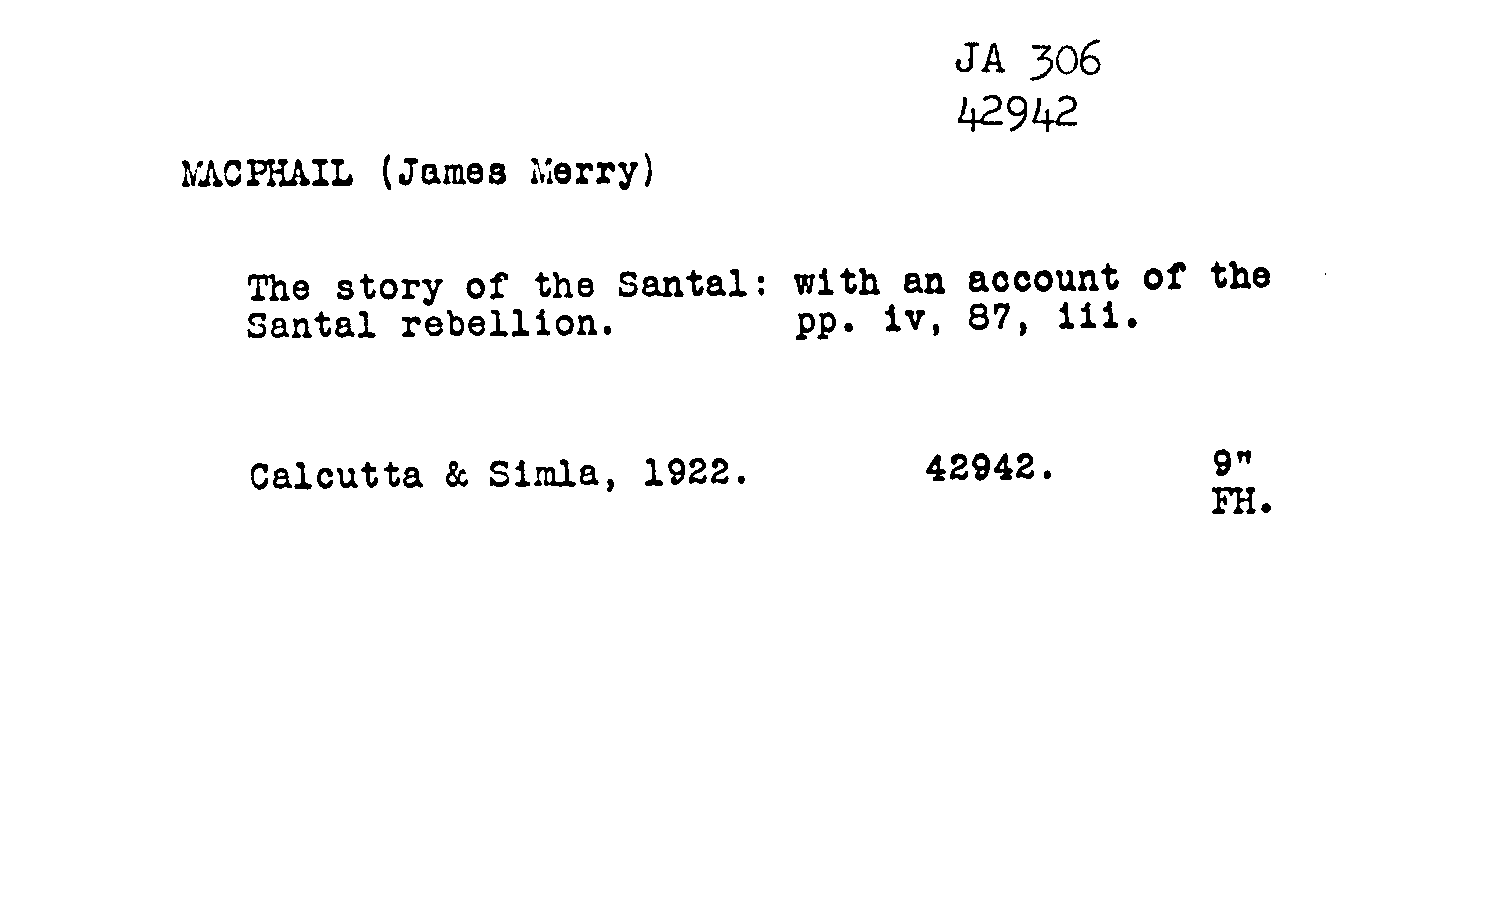 JA 306
42942
MACPHAIL (James Merry)
The story of the Santal: with an account of the
Santal rebellion. pp. iv, 87, iii.
Calcutta & Simla, 1922. 42942. 9"
FH.